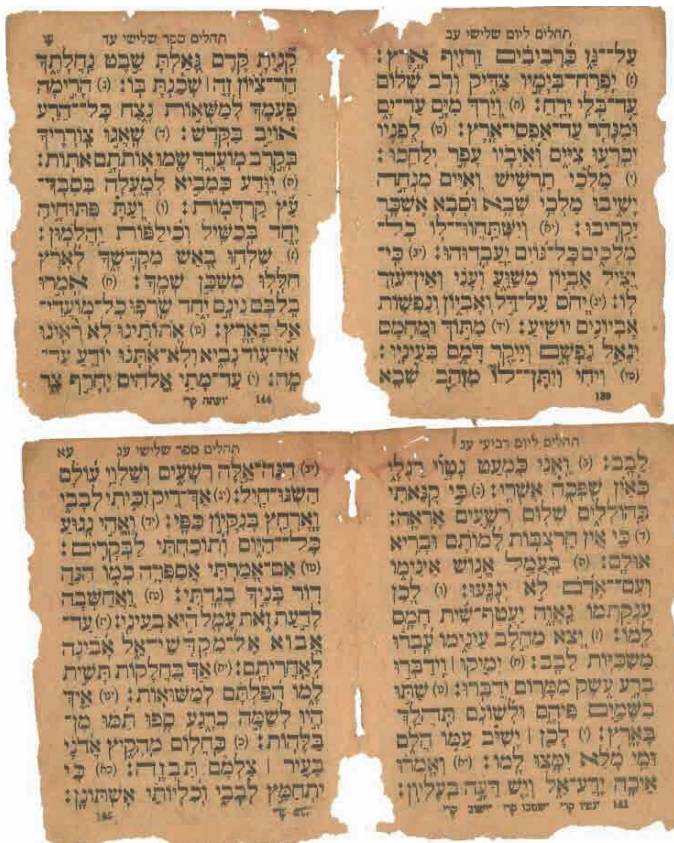 תהלים ליום שלישי עב
על־גז כרביבים זרזיף ארץ׃
(ז) יפרח־בימיו צדיק ורב שלום
עד־בלי ירח׃ (ח) וירד מים עד־ים
ומנהר עד־אפסי־ארץ׃ (ט) לפניו
יכרעו ציים ואיביו עפר ילחכו׃
(י) מלכי תרשיש ואיים מנחה
ישיבו מלכי שבא וסבא אשכר
יקריבו׃ (יא) וישתחוו־לו כל־
מלכים כל־גוים יעבדוהו׃ (יב) כי־
יציל אביון משוע ועני ואין־עזר
לו׃ (יג) יחס על־דל ואביון ונפשות
אביונים יושיע׃ (יד) מתוך ומחמס
יגאל נפשם וייקר דמם בעיניו׃
(טו) ויחי ויתן־לו מזהב שבא
139
תהלים ספר שלישי עד
קנית קדם גאלת שבט נחלתך
הר־ציון זה | שכנת בו׃ (ג) הרימה
פעמיך למשאות נצח כל־הרע
אויב בקדש׃ (ד) שאגו צורריך
בקרב מועדך שמו אותתם אתות׃
(ה) יודע כמביא למעלה בסבך־
עץ קרדמות׃ (ו) ועת פתוחיה
יחד בכשיל וכילפות יהלמון׃
(ז) שלחו באש מקדשך לארץ
חללו משכן שמך׃ (ח) אמרו
בלבם נינם יחד שרפו כל־מועדי־
אל בארץ׃ (ט) אותתינו לא ראינו
אין־עוד נביא ולא־אתנו יודע עד־
מה׃ (י) עד־מתי אלהים יחרף צר
144 ועתה קרי
תהלים ליום רביעי עג
לבב׃ (ב) ואני כמעט נטוי רגלי
כאין שפכה אשרי׃ (ג) כי קנאתי
בהוללים שלום רשעים אראה׃
(ד) כי אין חרצבות למותם ובריא
אולם׃ (ה) בעמל אנוש אינימו
ועם־אדם לא ינגעו׃ (ו) לכן
ענקתמו גאוה יעטף־שית חמס
למו׃ (ז) יצא מחלב עינימו עברו
משכיות לבב׃ (ח) ימיקו | וידברו
ברע עשק ממרום ידברו׃ (ט) שתו
בשמים פיהם ולשונם תהלך
בארץ׃ (י) לכן | ישיב עמו הלם
ומי מלא ימצו למו׃ (יא) ואמרו
איכה ידע־אל ויש דעה בעליון׃
141 ישוב קרי
תהלים ספר שלישי עג עא
(יב) הנה־אלה רשעים ושלוי עולם
השגו־חיל׃ (יג) אך־ריק זכיתי לבבי
וארחץ בנקיון כפי׃ (יד) ואהי נגוע
כל־היום ותוכחתי לבקרים׃
(טו) אם־אמרתי אספרה כמו הנה
דור בניך בגדתי׃ (טז) ואחשבה
לדעת זאת עמל היא בעיני׃ (יז) עד־
אבוא אל־מקדשי־אל אבינה
לאחריתם׃ (יח) אך בחלקות תשית
למו הפלתם למשואות׃ (יט) איך
היו לשמה כרגע ספו תמו מן־
בלהות׃ (כ) כחלום מהקיץ אדני
בעיר | צלמם תבזה׃ (כא) כי
יתחמץ לבבי וכליותי אשתונן׃